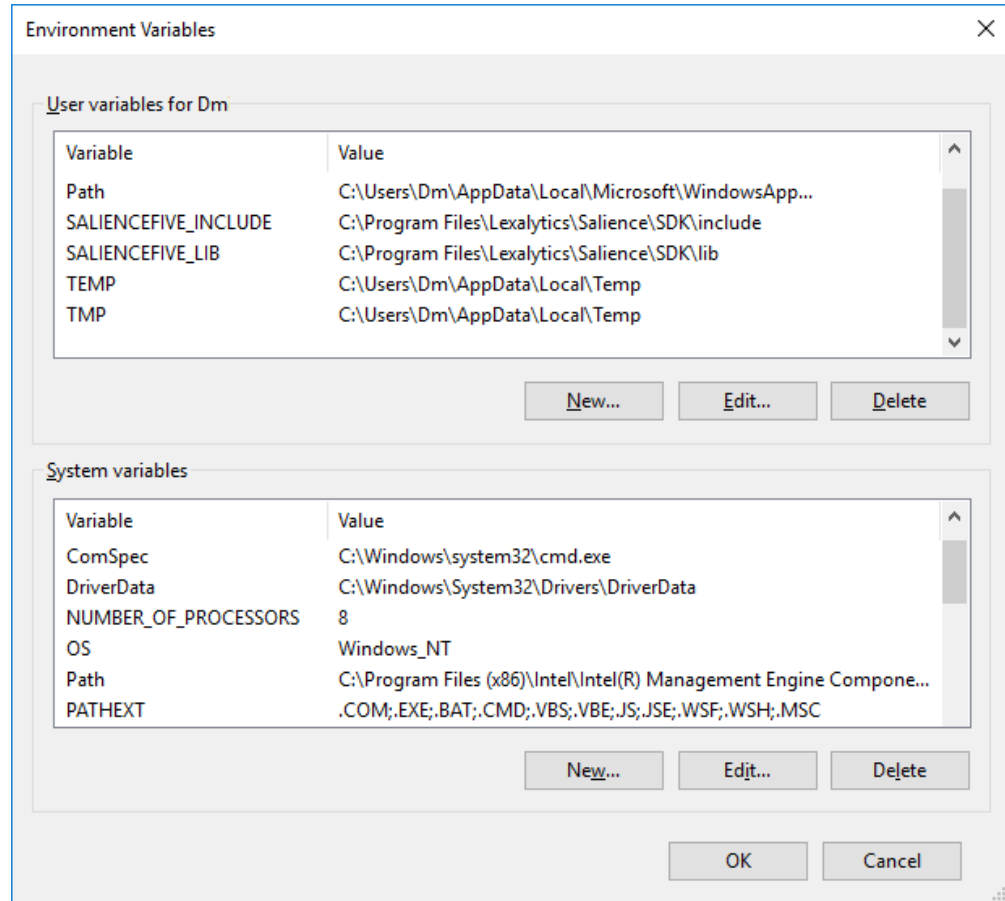 Environment Variables
User variables for Dm
Variable Value
Path C:\Users\Dm\AppData\Local\Microsoft\WindowsApp...
SALIENCEFIVE_INCLUDE C:\Program Files\Lexalytics\Salience\SDK\include
SALIENCEFIVE_LIB C:\Program Files\Lexalytics\Salience\SDK\lib
TEMP C:\Users\Dm\AppData\Local\Temp
TMP C:\Users\Dm\AppData\Local\Temp
New... Edit... Delete
System variables
Variable Value
ComSpec C:\Windows\system32\cmd.exe
DriverData C:\Windows\System32\Drivers\DriverData
NUMBER_OF_PROCESSORS 8
OS Windows_NT
Path C:\Program Files (x86)\Intel\Intel(R) Management Engine Compone...
PATHEXT .COM;.EXE;.BAT;.CMD;.VBS;.VBE;.JS;.JSE;.WSF;.WSH;.MSC
New... Edit... Delete
OK Cancel